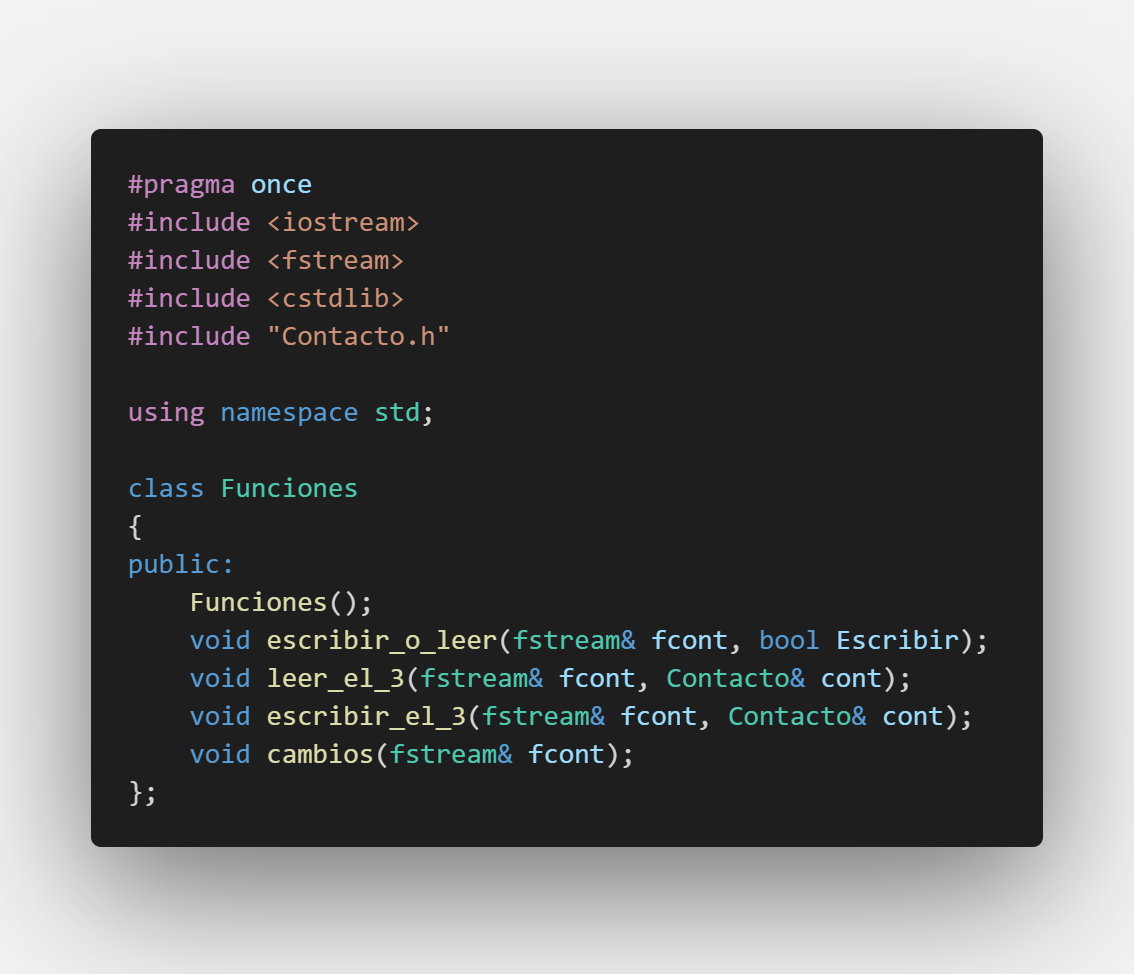 #pragma once
#include <iostream>
#include <fstream>
#include <cstdlib>
#include "Contacto.h"

using namespace std;

class Funciones
{
public:
    Funciones();
    void escribir_o_leer(fstream& fcont, bool Escribir);
    void leer_el_3(fstream& fcont, Contacto& cont);
    void escribir_el_3(fstream& fcont, Contacto& cont);
    void cambios(fstream& fcont);
};